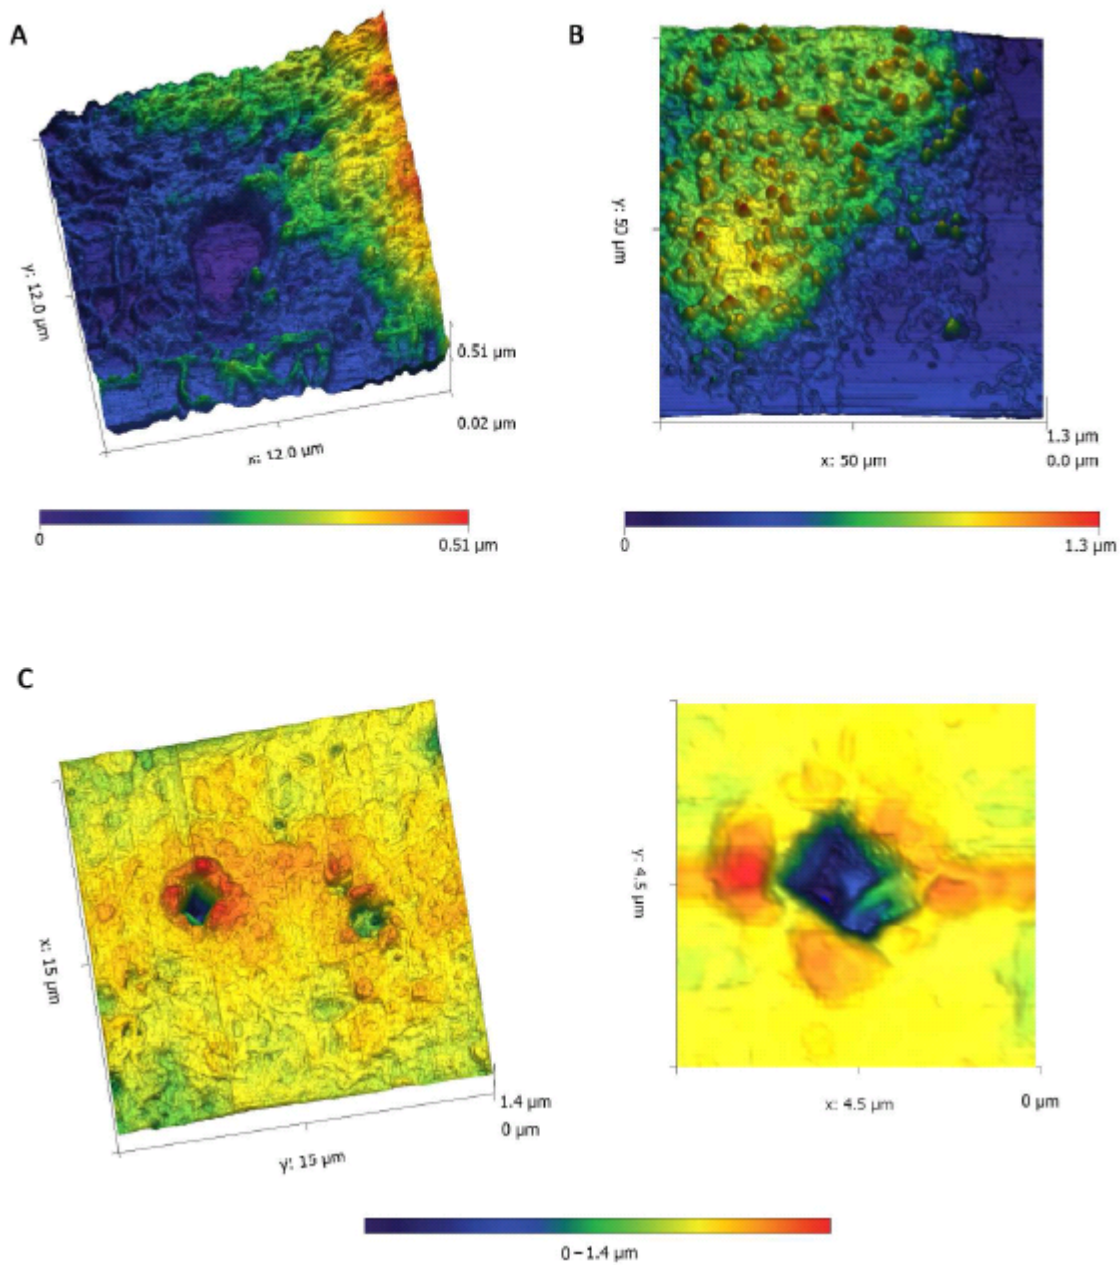 A
B
y: 12.0 µm
0.51 µm
0.02 µm
x: 12.0 µm
y: 50 µm
1.3 µm
x: 50 µm
0.0 µm
0
0.51 µm
0
1.3 µm
C
x: 15 µm
1.4 µm
0 µm
y: 15 µm
y: 4.5 µm
x: 4.5 µm
0 µm
0–1.4 µm